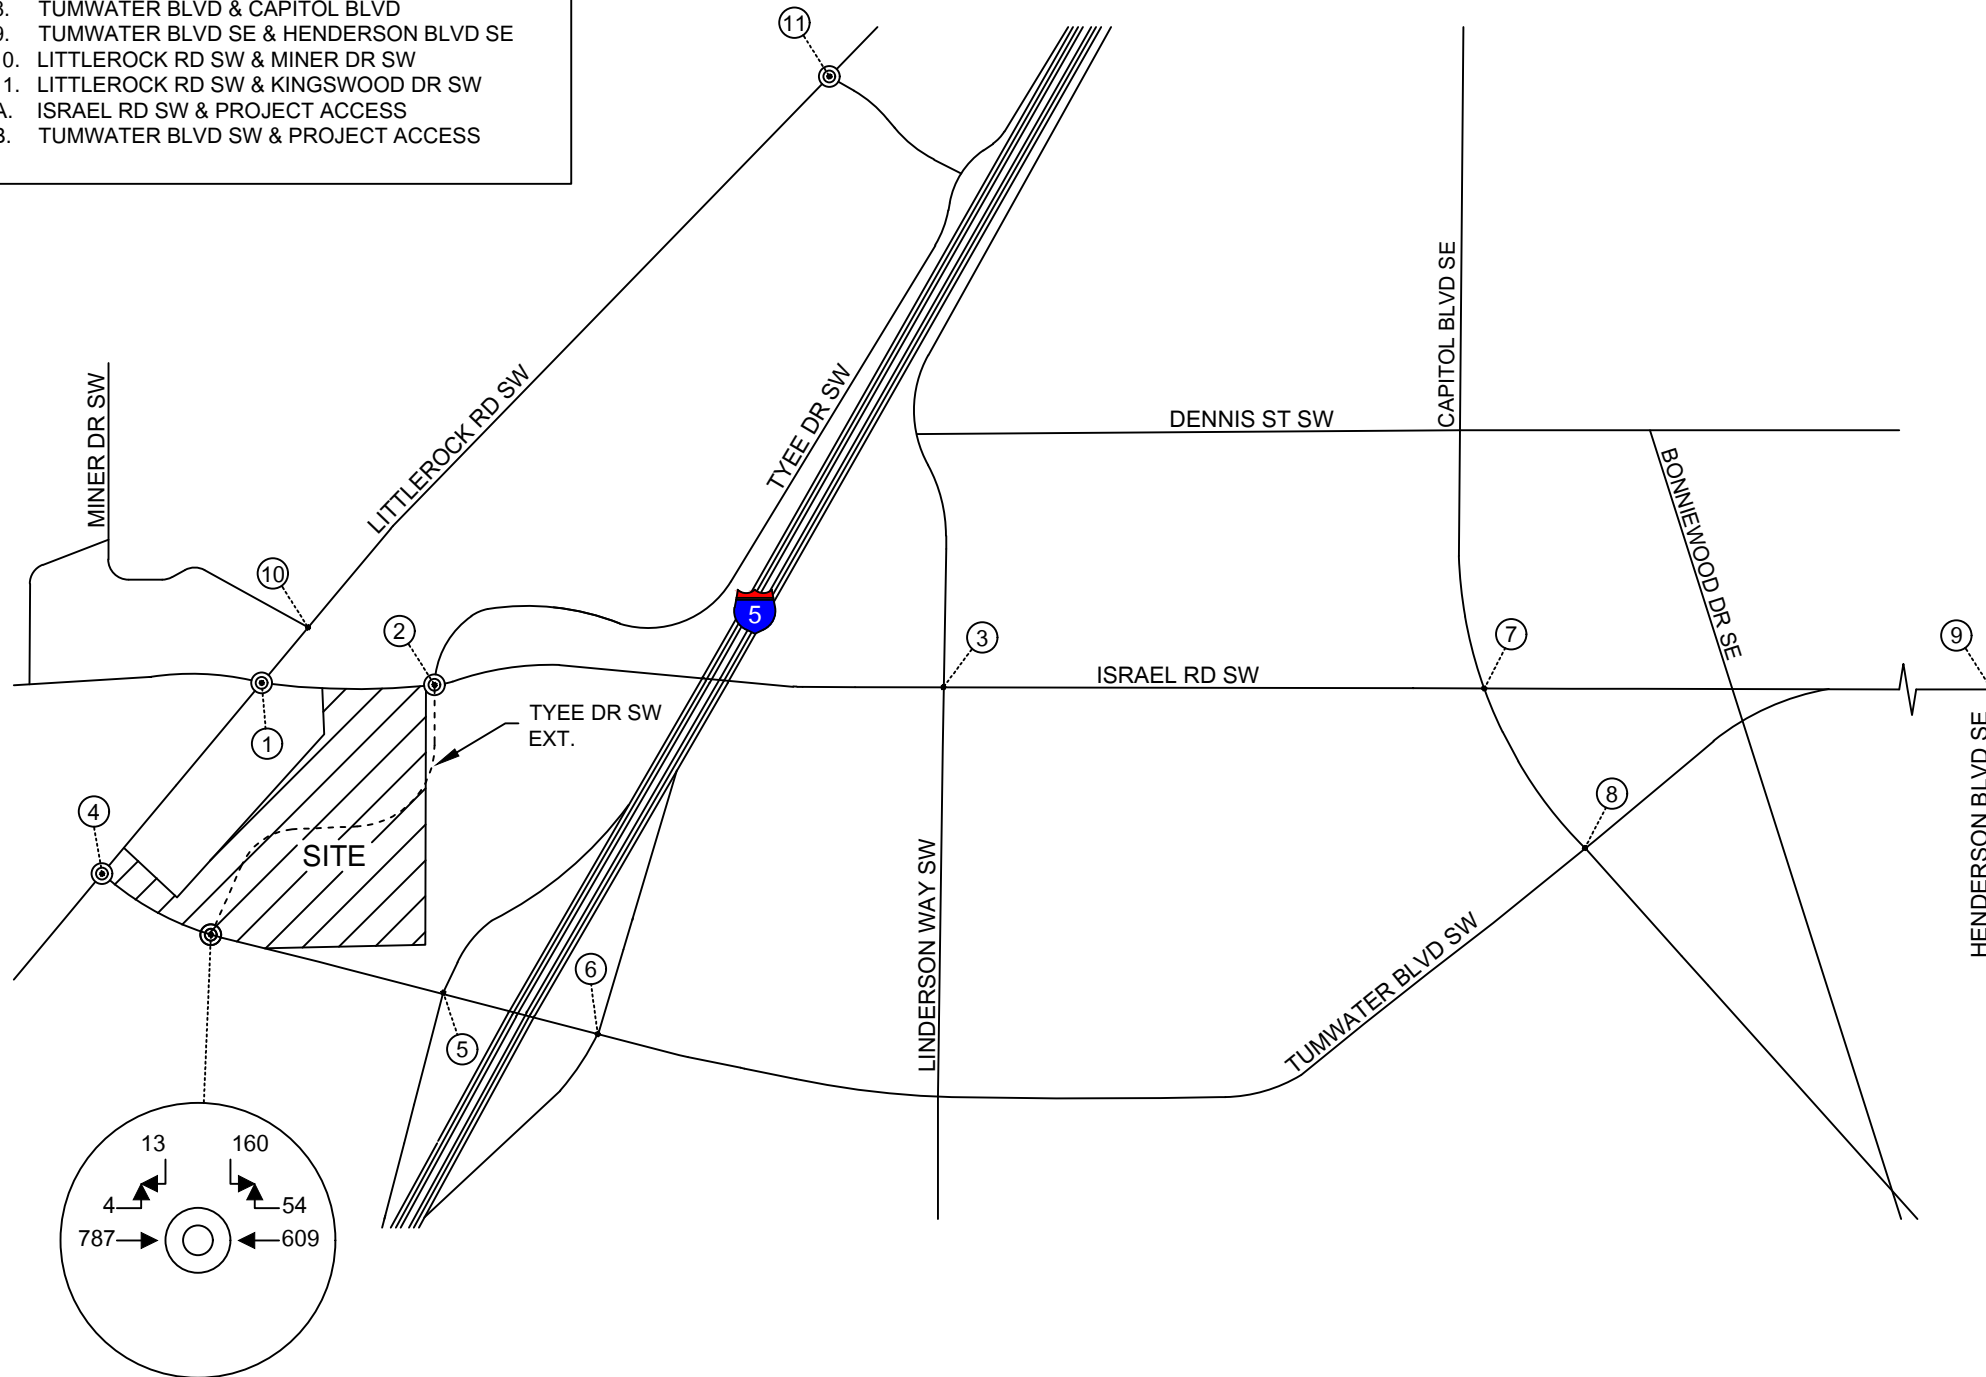 TUMWATER BLVD & CAPITOL BLVD
9. TUMWATER BLVD SE & HENDERSON BLVD SE
0. LITTLEROCK RD SW & MINER DR SW
1. LITTLEROCK RD SW & KINGSWOOD DR SW
A. ISRAEL RD SW & PROJECT ACCESS
TUMWATER BLVD SW & PROJECT ACCESS
11
CAPITOL BLVD SE
MINER DR SW
LITTLEROCK RD SW
TYEE DR SW
DENNIS ST SW
BONNIEWOOD DR SE
10
5
2
3
7
9
ISRAEL RD SW
TYEE DR SW
EXT.
1
HENDERSON BLVD SE
4
8
SITE
LINDERSON WAY SW
TUMWATER BLVD SW
6
5
13 160
4 54
787 609